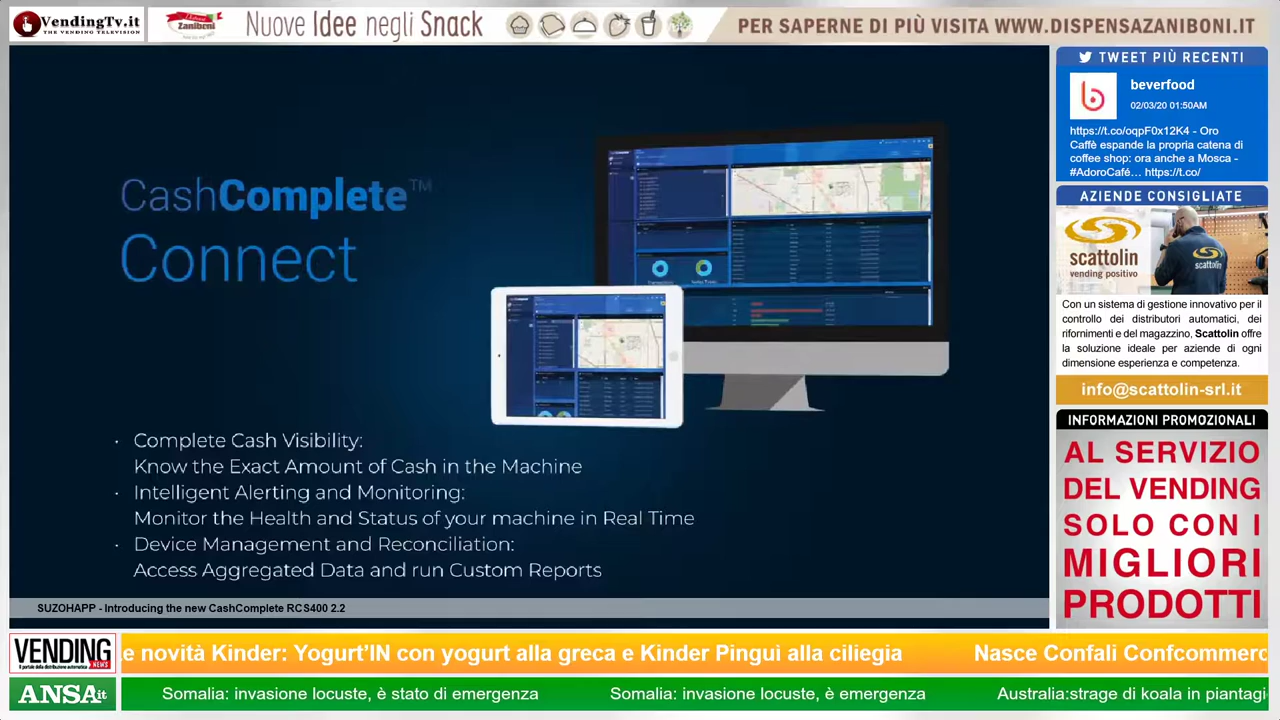 VendingTv.it
THE VENDING TELEVISION
Zaniboni
Nuove Idee negli Snack
PER SAPERNE DI PIÙ VISITA WWW.DISPENSAZANIBONI.IT
CashComplete™
Connect
· Complete Cash Visibility:
Know the Exact Amount of Cash in the Machine
· Intelligent Alerting and Monitoring:
Monitor the Health and Status of your machine in Real Time
· Device Management and Reconciliation:
Access Aggregated Data and run Custom Reports
SUZOHAPP - Introducing the new CashComplete RCS400 2.2
TWEET PIÙ RECENTI
beverfood
02/03/20 01:50AM
https://t.co/oqpF0x12K4 - Oro
Caffè espande la propria catena di
coffee shop: ora anche a Mosca -
#AdoroCafé… https://t.co/
AZIENDE CONSIGLIATE
scattolin
vending positivo
scattolin
Con un sistema di gestione innovativo per il
controllo dei distributori automatici, dei
rifornimenti e del magazzino, Scattolin offre
la soluzione ideale per aziende di ogni
dimensione esperienza e competenza.
info@scattolin-srl.it
INFORMAZIONI PROMOZIONALI
AL SERVIZIO
DEL VENDING
SOLO CON I
MIGLIORI
PRODOTTI
VENDING NEWS
Il portale della distribuzione automatica
e novità Kinder: Yogurt'IN con yogurt alla greca e Kinder Pinguì alla ciliegia
Nasce Confali Confcommerc
ANSA.it
Somalia: invasione locuste, è stato di emergenza
Somalia: invasione locuste, è emergenza
Australia:strage di koala in piantagi